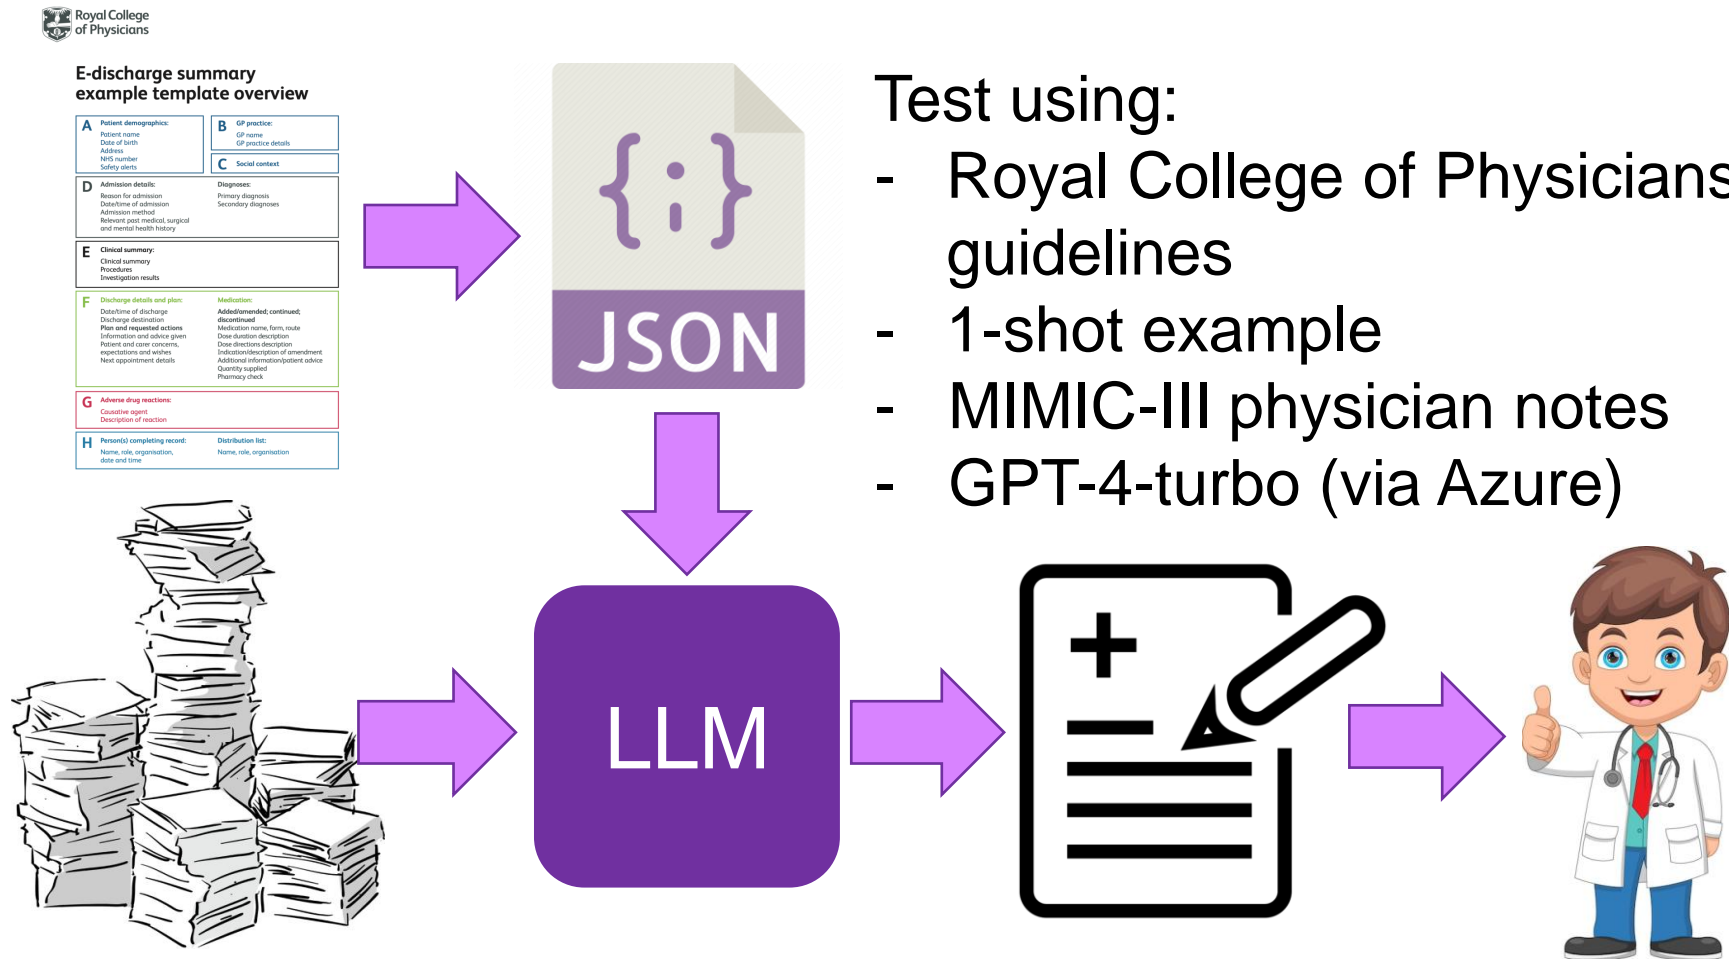 Royal College
of Physicians
E-discharge summary
example template overview
A Patient demographics:
Patient name
Date of birth
Address
NHS number
Safety alerts
B GP practice:
GP name
GP practice details
C Social context
D Admission details:
Reason for admission
Date/time of admission
Admission method
Relevant past medical, surgical
and mental health history
Diagnoses:
Primary diagnosis
Secondary diagnoses
E Clinical summary:
Clinical summary
Procedures
Investigation results
F Discharge details and plan:
Date/time of discharge
Discharge destination
Plan and requested actions
Information and advice given
Patient and carer concerns,
expectations and wishes
Next appointment details
Medication:
Added/amended; continued;
discontinued
Medication name, form, route
Dose duration description
Dose directions description
Indication/description of amendment
Additional information/patient advice
Quantity supplied
Pharmacy check
G Adverse drug reactions:
Causative agent
Description of reaction
H Person(s) completing record:
Name, role, organisation,
date and time
Distribution list:
Name, role, organisation
{;}
JSON
Test using:
- Royal College of Physicians
guidelines
- 1-shot example
- MIMIC-III physician notes
- GPT-4-turbo (via Azure)
LLM